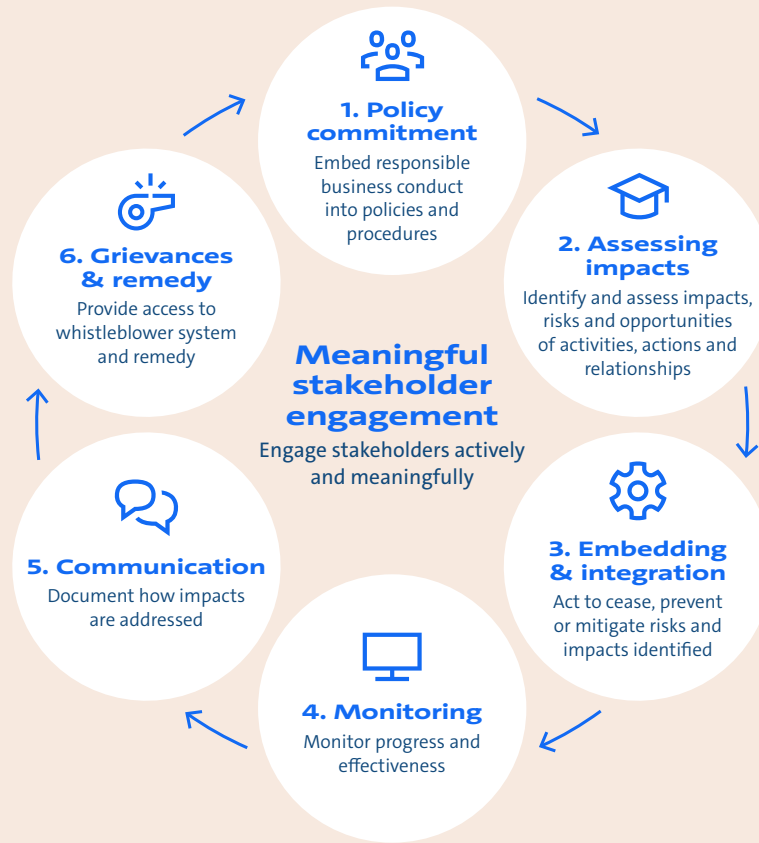 1. Policy
commitment
Embed responsible
business conduct
into policies and
procedures
2. Assessing
impacts
Identify and assess impacts,
risks and opportunities
of activities, actions and
relationships
3. Embedding
& integration
Act to cease, prevent
or mitigate risks and
impacts identified
4. Monitoring
Monitor progress and
effectiveness
5. Communication
Document how impacts
are addressed
6. Grievances
& remedy
Provide access to
whistleblower system
and remedy
Meaningful
stakeholder
engagement
Engage stakeholders actively
and meaningfully